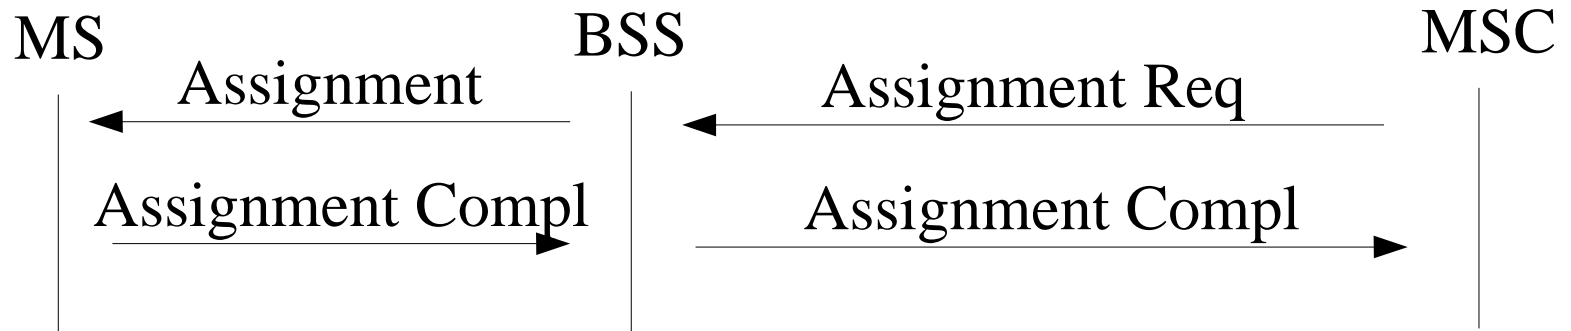 MS
BSS
MSC
Assignment
Assignment Req
Assignment Compl
Assignment Compl